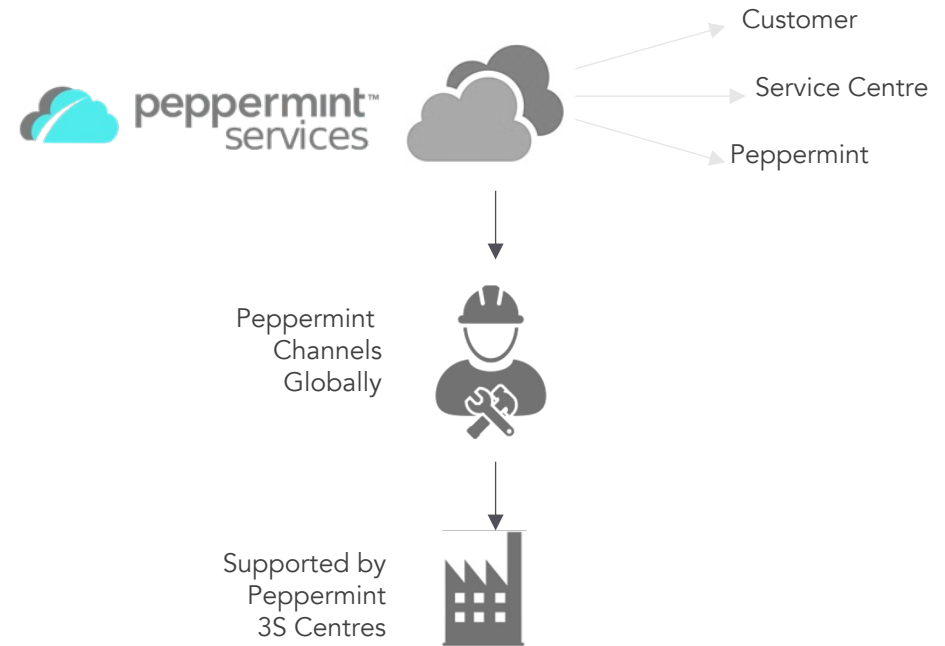 Customer
peppermint™
services
Service Centre
Peppermint
Peppermint
Channels
Globally
Supported by
Peppermint
3S Centres